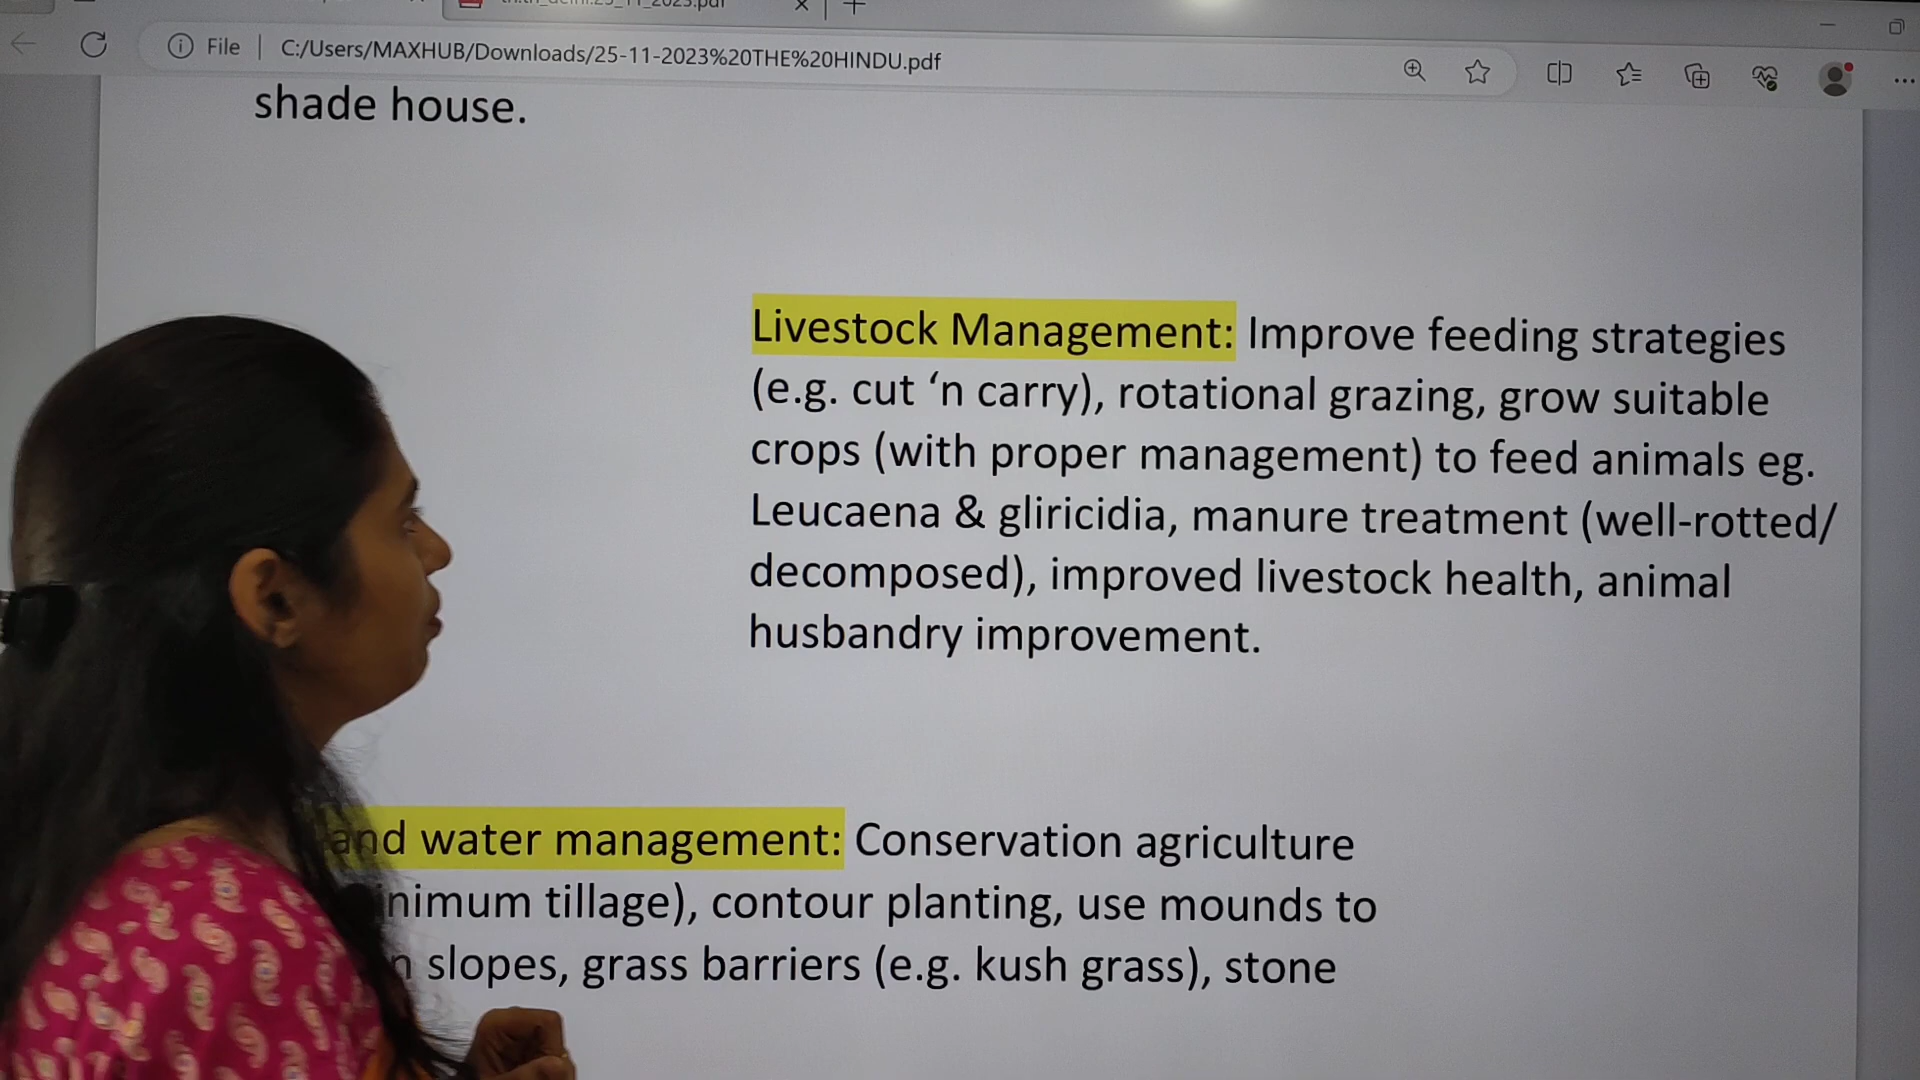 File | C:/Users/MAXHUB/Downloads/25-11-2023%20THE%20HINDU.pdf
shade house.
Livestock Management: Improve feeding strategies
(e.g. cut ‘n carry), rotational grazing, grow suitable
crops (with proper management) to feed animals eg.
Leucaena & gliricidia, manure treatment (well-rotted/
decomposed), improved livestock health, animal
husbandry improvement.
and water management: Conservation agriculture
tillage), contour planting, use mounds to
slopes, grass barriers (e.g. kush grass), stone